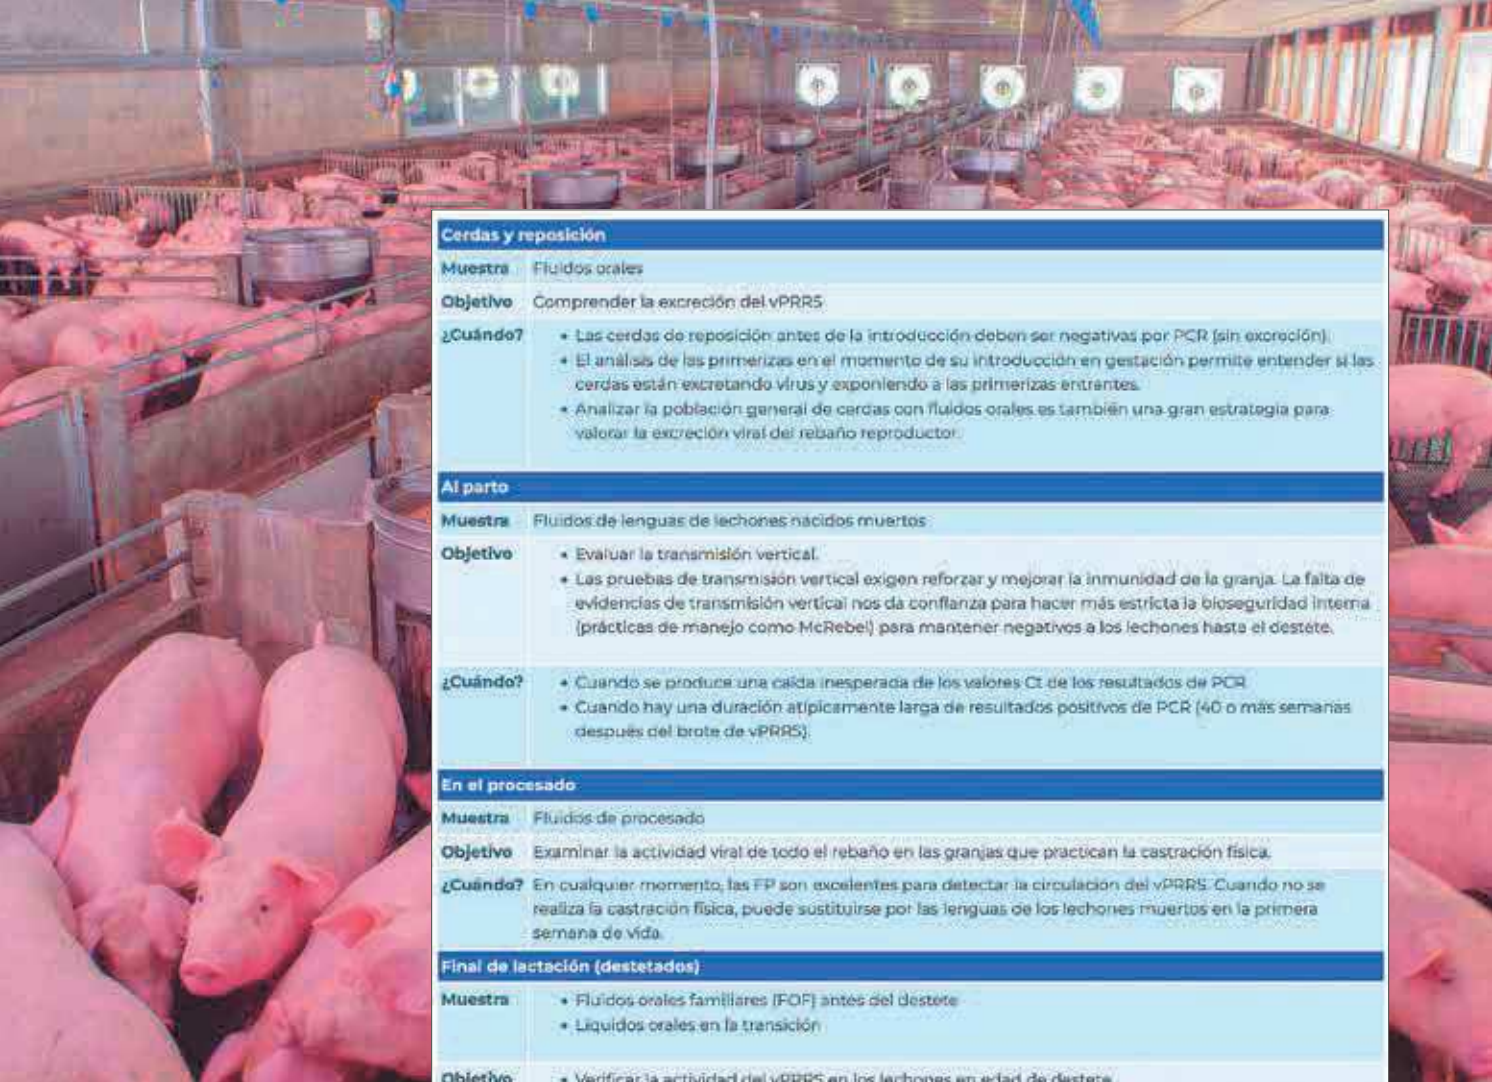 Cerdas y reposición
Muestra Fluidos orales
Objetivo Comprender la excreción del vPRRS
¿Cuándo? • Las cerdas de reposición antes de la introducción deben ser negativas por PCR (sin excreción).
• El análisis de las primerizas en el momento de su introducción en gestación permite entender si las
cerdas están excretando virus y exponiendo a las primerizas entrantes.
• Analizar la población general de cerdas con fluidos orales es también una gran estrategia para
valorar la excreción viral del rebaño reproductor.
Al parto
Muestra Fluidos de lenguas de lechones nacidos muertos
Objetivo • Evaluar la transmisión vertical.
• Las pruebas de transmisión vertical exigen reforzar y mejorar la inmunidad de la granja. La falta de
evidencias de transmisión vertical nos da confianza para hacer más estricta la bioseguridad interna
(prácticas de manejo como McRebel) para mantener negativos a los lechones hasta el destete.
¿Cuándo? • Cuando se produce una caída inesperada de los valores Ct de los resultados de PCR
• Cuando hay una duración atípicamente larga de resultados positivos de PCR (40 o más semanas
después del brote de vPRRS).
En el procesado
Muestra Fluidos de procesado
Objetivo Examinar la actividad viral de todo el rebaño en las granjas que practican la castración física.
¿Cuándo? En cualquier momento, las FP son excelentes para detectar la circulación del vPRRS. Cuando no se
realiza la castración física, puede sustituirse por las lenguas de los lechones muertos en la primera
semana de vida.
Final de lactación (destetados)
Muestra • Fluidos orales familiares (FOF) antes del destete
• Líquidos orales en la transición
Objetivo • Verificar la actividad del vPRRS en los lechones en edad de destete